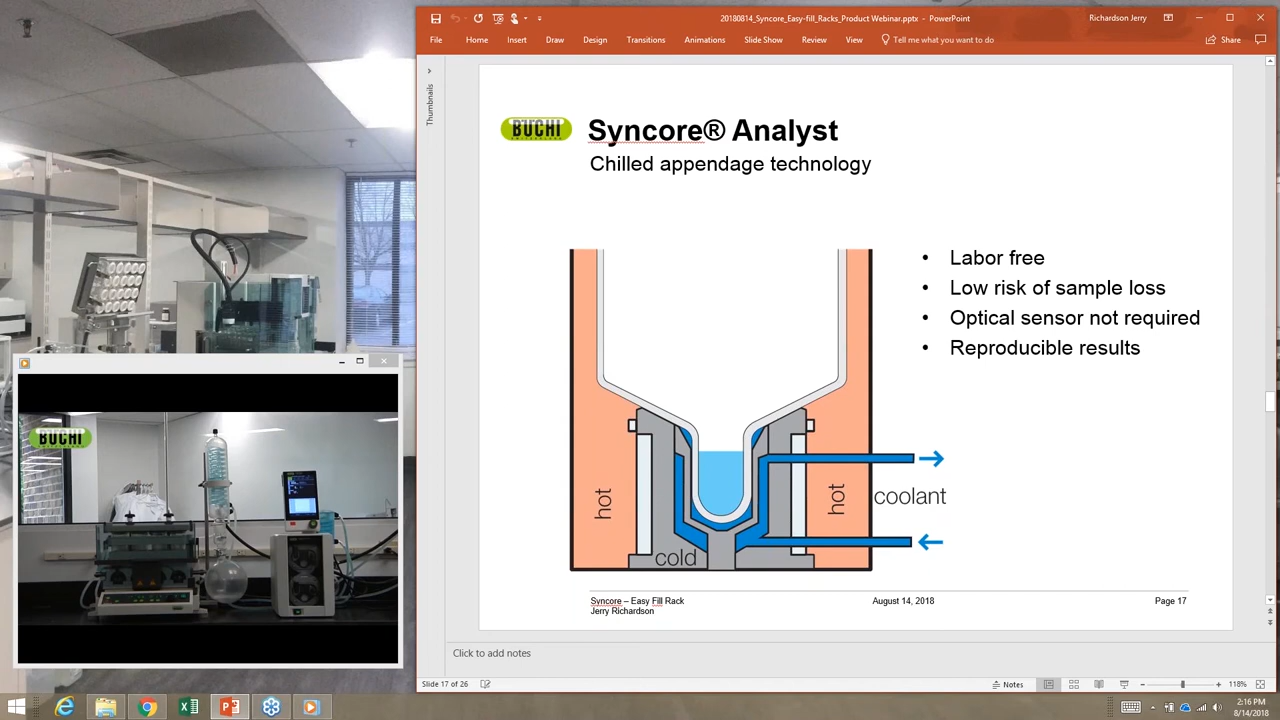 20180814_Syncore_Easy-fill_Racks_Product Webinar.pptx - PowerPoint
Richardson Jerry
File Home Insert Draw Design Transitions Animations Slide Show Review View Tell me what you want to do Share
Thumbnails
BUCHI
SWITZERLAND
Syncore® Analyst
Chilled appendage technology
• Labor free
• Low risk of sample loss
• Optical sensor not required
• Reproducible results
hot
hot
coolant
cold
Syncore – Easy Fill Rack
Jerry Richardson
August 14, 2018
Page 17
Click to add notes
Slide 17 of 26
Notes
118%
BUCHI
2:16 PM
8/14/2018